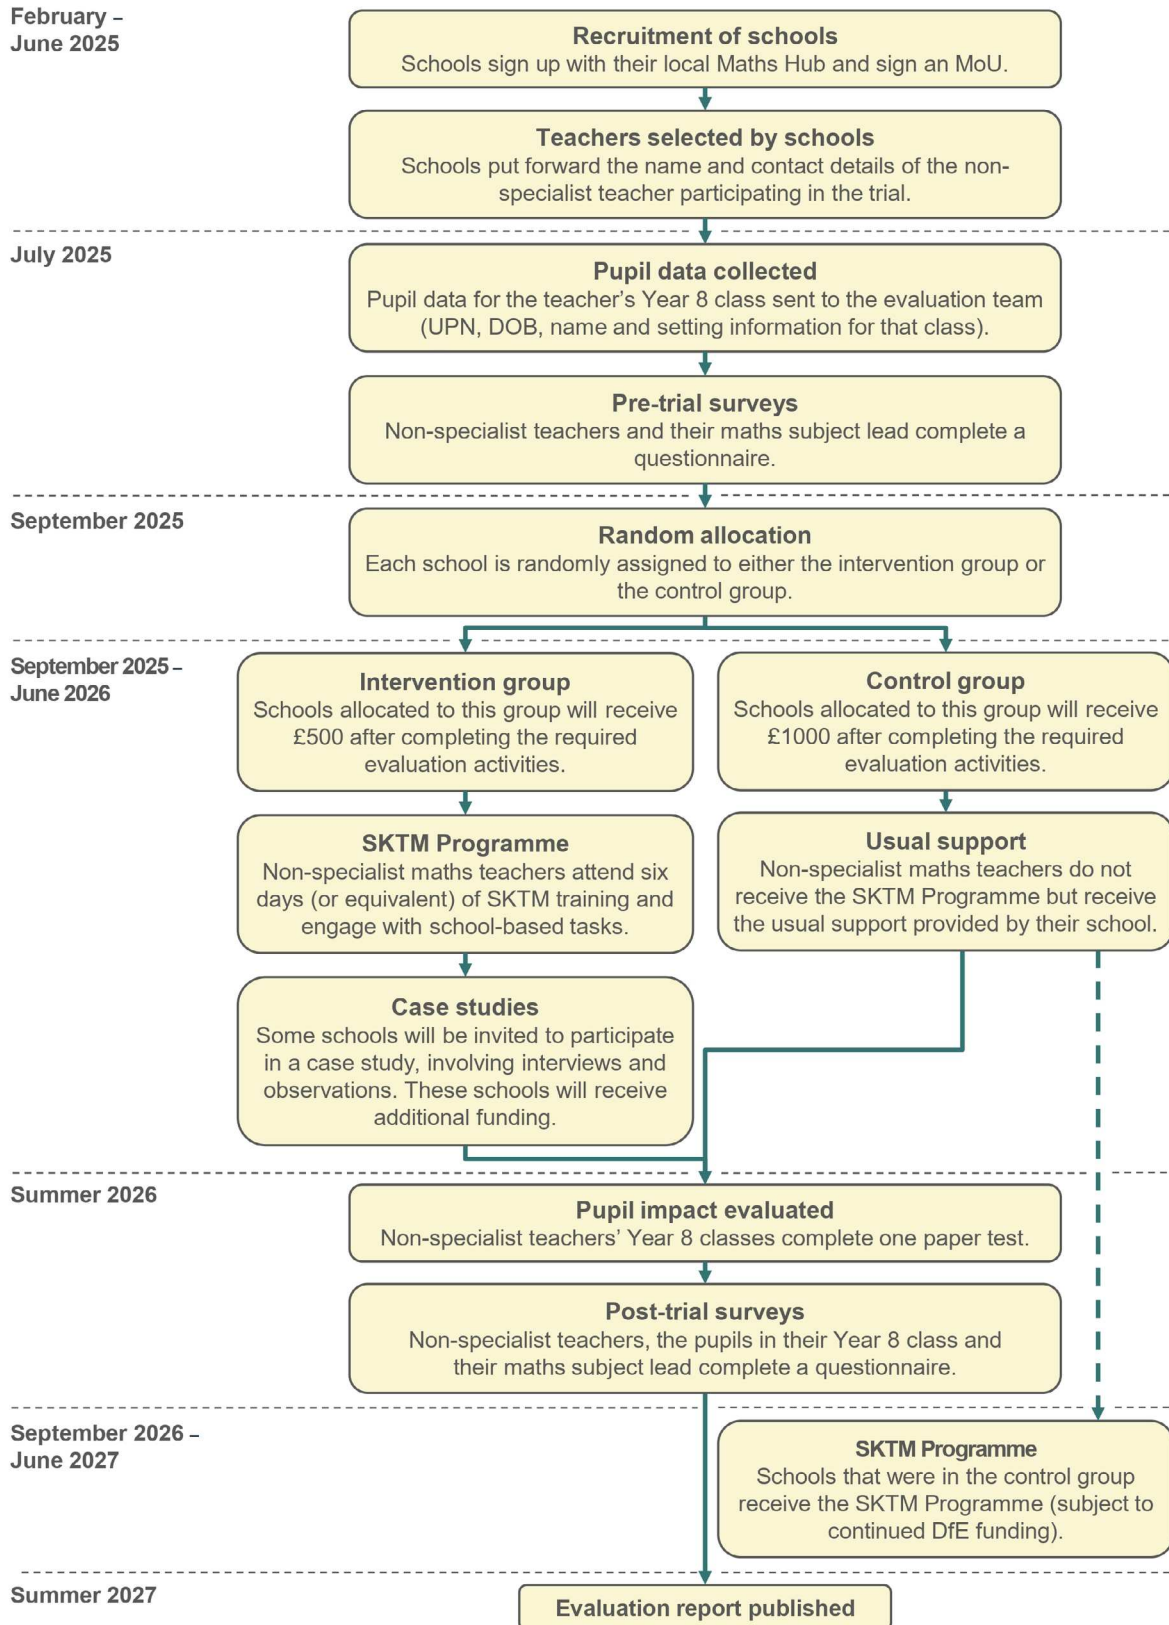 February –
June 2025
Recruitment of schools
Schools sign up with their local Maths Hub and sign an MoU.
Teachers selected by schools
Schools put forward the name and contact details of the non-
specialist teacher participating in the trial.
July 2025
Pupil data collected
Pupil data for the teacher’s Year 8 class sent to the evaluation team
(UPN, DOB, name and setting information for that class).
Pre-trial surveys
Non-specialist teachers and their maths subject lead complete a
questionnaire.
September 2025
Random allocation
Each school is randomly assigned to either the intervention group or
the control group.
September 2025 –
June 2026
Intervention group
Schools allocated to this group will receive
£500 after completing the required
evaluation activities.
Control group
Schools allocated to this group will receive
£1000 after completing the required
evaluation activities.
SKTM Programme
Non-specialist maths teachers attend six
days (or equivalent) of SKTM training and
engage with school-based tasks.
Usual support
Non-specialist maths teachers do not
receive the SKTM Programme but receive
the usual support provided by their school.
Case studies
Some schools will be invited to participate
in a case study, involving interviews and
observations. These schools will receive
additional funding.
Summer 2026
Pupil impact evaluated
Non-specialist teachers’ Year 8 classes complete one paper test.
Post-trial surveys
Non-specialist teachers, the pupils in their Year 8 class and
their maths subject lead complete a questionnaire.
September 2026 –
June 2027
SKTM Programme
Schools that were in the control group
receive the SKTM Programme (subject to
continued DfE funding).
Summer 2027
Evaluation report published